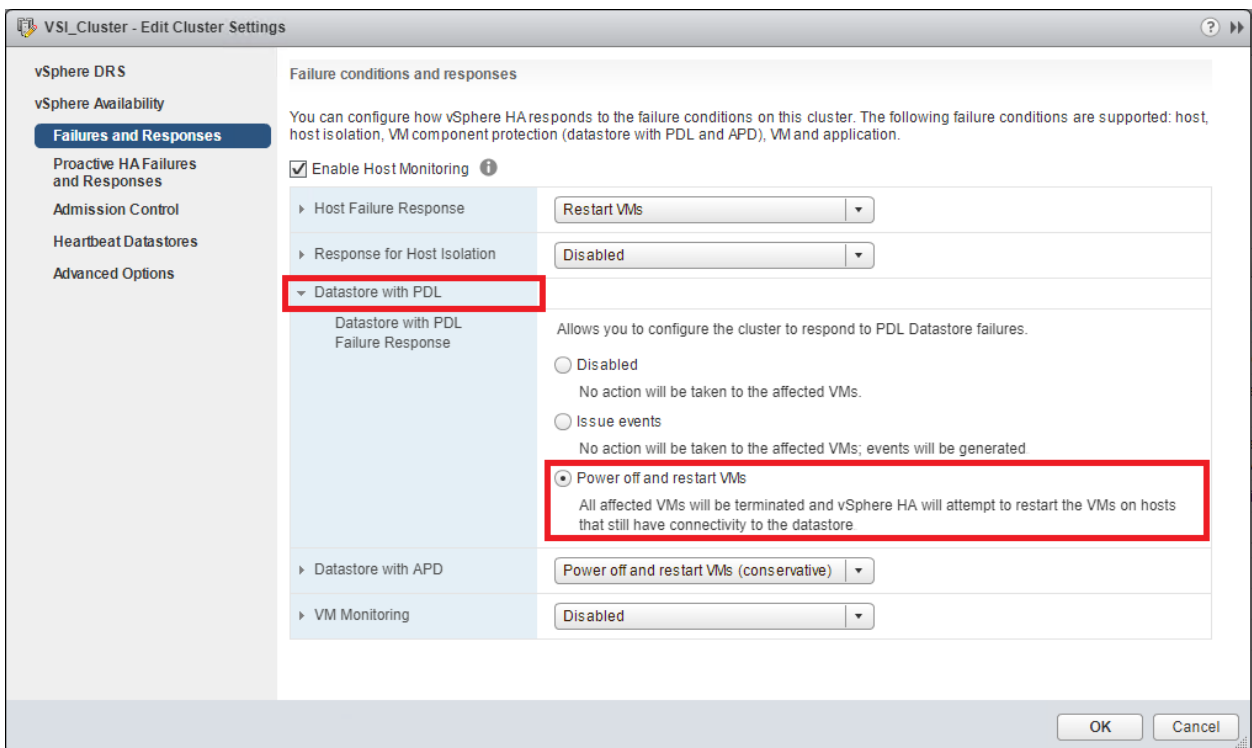 VSI_Cluster - Edit Cluster Settings
vSphere DRS
vSphere Availability
Failures and Responses
Proactive HA Failures
and Responses
Admission Control
Heartbeat Datastores
Advanced Options
Failure conditions and responses
You can configure how vSphere HA responds to the failure conditions on this cluster. The following failure conditions are supported: host,
host isolation, VM component protection (datastore with PDL and APD), VM and application.
Enable Host Monitoring
Host Failure Response
Restart VMs
Response for Host Isolation
Disabled
Datastore with PDL
Datastore with PDL
Failure Response
Allows you to configure the cluster to respond to PDL Datastore failures.
Disabled
No action will be taken to the affected VMs.
Issue events
No action will be taken to the affected VMs; events will be generated.
Power off and restart VMs
All affected VMs will be terminated and vSphere HA will attempt to restart the VMs on hosts
that still have connectivity to the datastore.
Datastore with APD
Power off and restart VMs (conservative)
VM Monitoring
Disabled
OK
Cancel